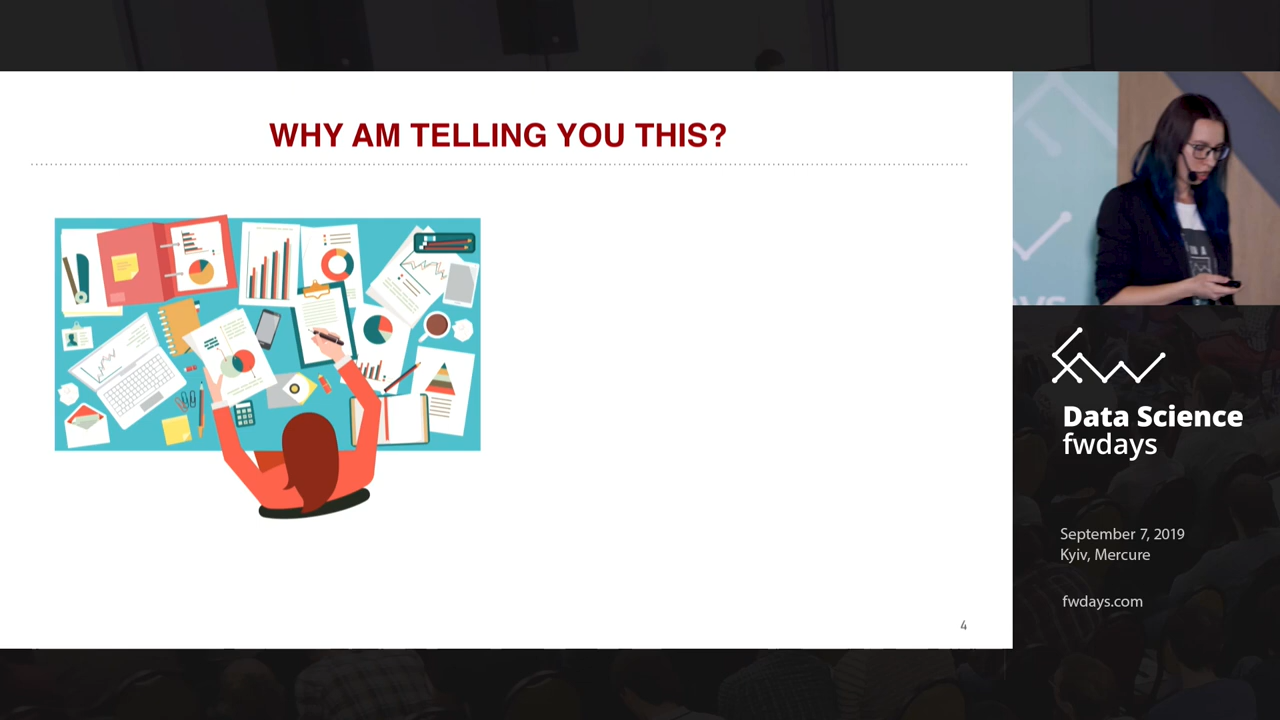 WHY AM TELLING YOU THIS?
4
Data Science
fwdays
September 7, 2019
Kyiv, Mercure
fwdays.com